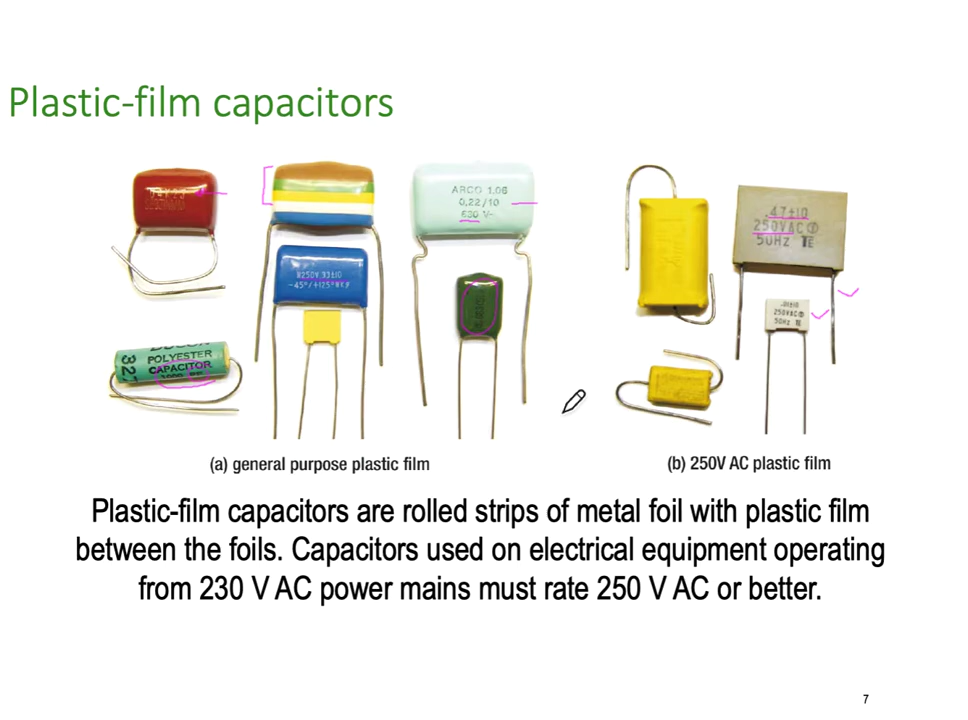 Plastic-film capacitors
ARCO 1.06
0,22/10
630 V-
POLYESTER
CAPACITOR
.47±10
250VAC
50Hz
250VAC
50Hz
(a) general purpose plastic film
(b) 250V AC plastic film
Plastic-film capacitors are rolled strips of metal foil with plastic film
between the foils. Capacitors used on electrical equipment operating
from 230 V AC power mains must rate 250 V AC or better.
7